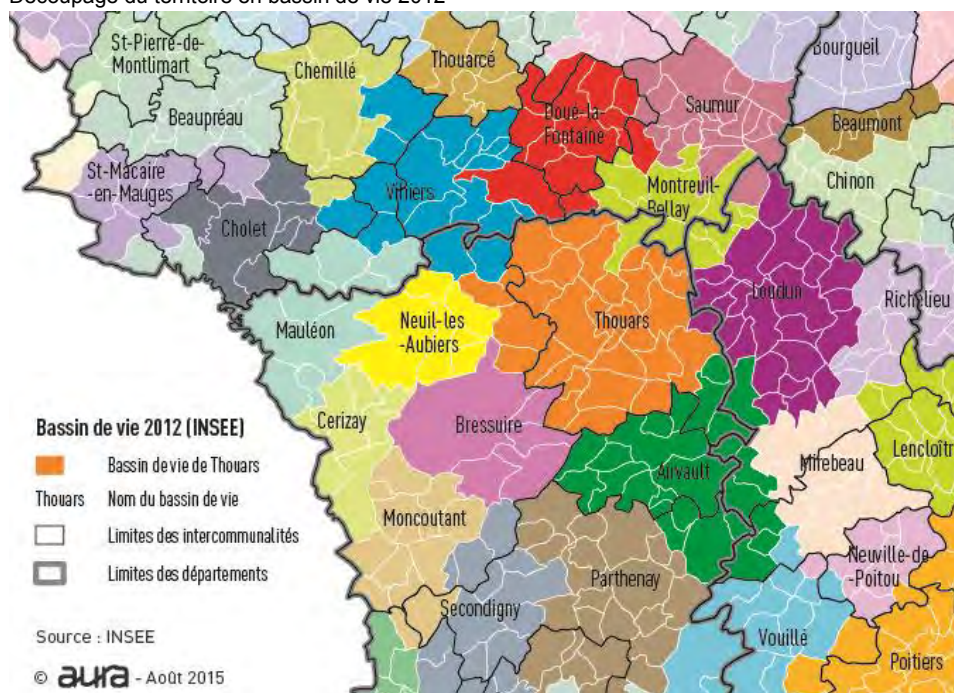 Découpage du territoire en bassin de vie 2012
St-Pierre-de-
Montlimart
Chemillé
Thouarcé
Bourgueil
Beaupréau
Doué-la-
Fontaine
Saumur
Beaumont
St-Macaire
-en-Mauges
Vihiers
Montreuil-
Bellay
Chinon
Cholet
Mauléon
Neuil-les
-Aubiers
Thouars
Loudun
Richelieu
Cerizay
Bressuire
Airvault
Mirebeau
Lencloîtr
Moncoutant
Parthenay
Neuville-de-
-Poitou
Secondigny
Vouillé
Poitiers
Bassin de vie 2012 (INSEE)
Bassin de vie de Thouars
Thouars Nom du bassin de vie
Limites des intercommunalités
Limites des départements
Source : INSEE
© aura - Août 2015